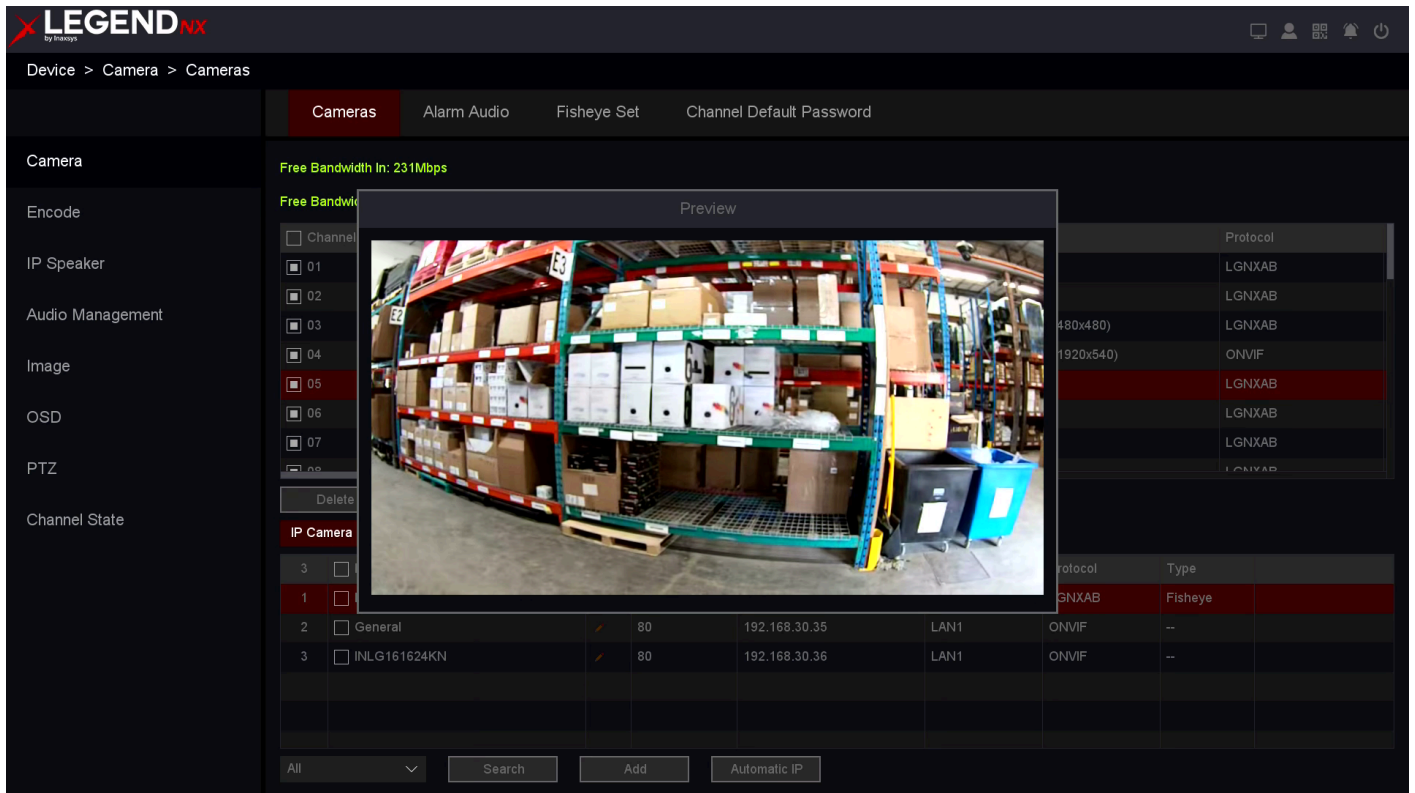 LEGEND NX
by Inaxsys
Device > Camera > Cameras
Cameras Alarm Audio Fisheye Set Channel Default Password
Camera
Encode
IP Speaker
Audio Management
Image
OSD
PTZ
Channel State
Free Bandwidth In: 231Mbps
Free
Preview
Channel Protocol
01 LGNXAB
02 LGNXAB
03 480x480) LGNXAB
04 1920x540) ONVIF
05 LGNXAB
06 LGNXAB
07 LGNXAB
E3
E2
Delete
IP Camera
3 Type
1 GNXAB Fisheye
2 General 80 192.168.30.35 LAN1 ONVIF --
3 INLG161624KN 80 192.168.30.36 LAN1 ONVIF --
All Search Add Automatic IP